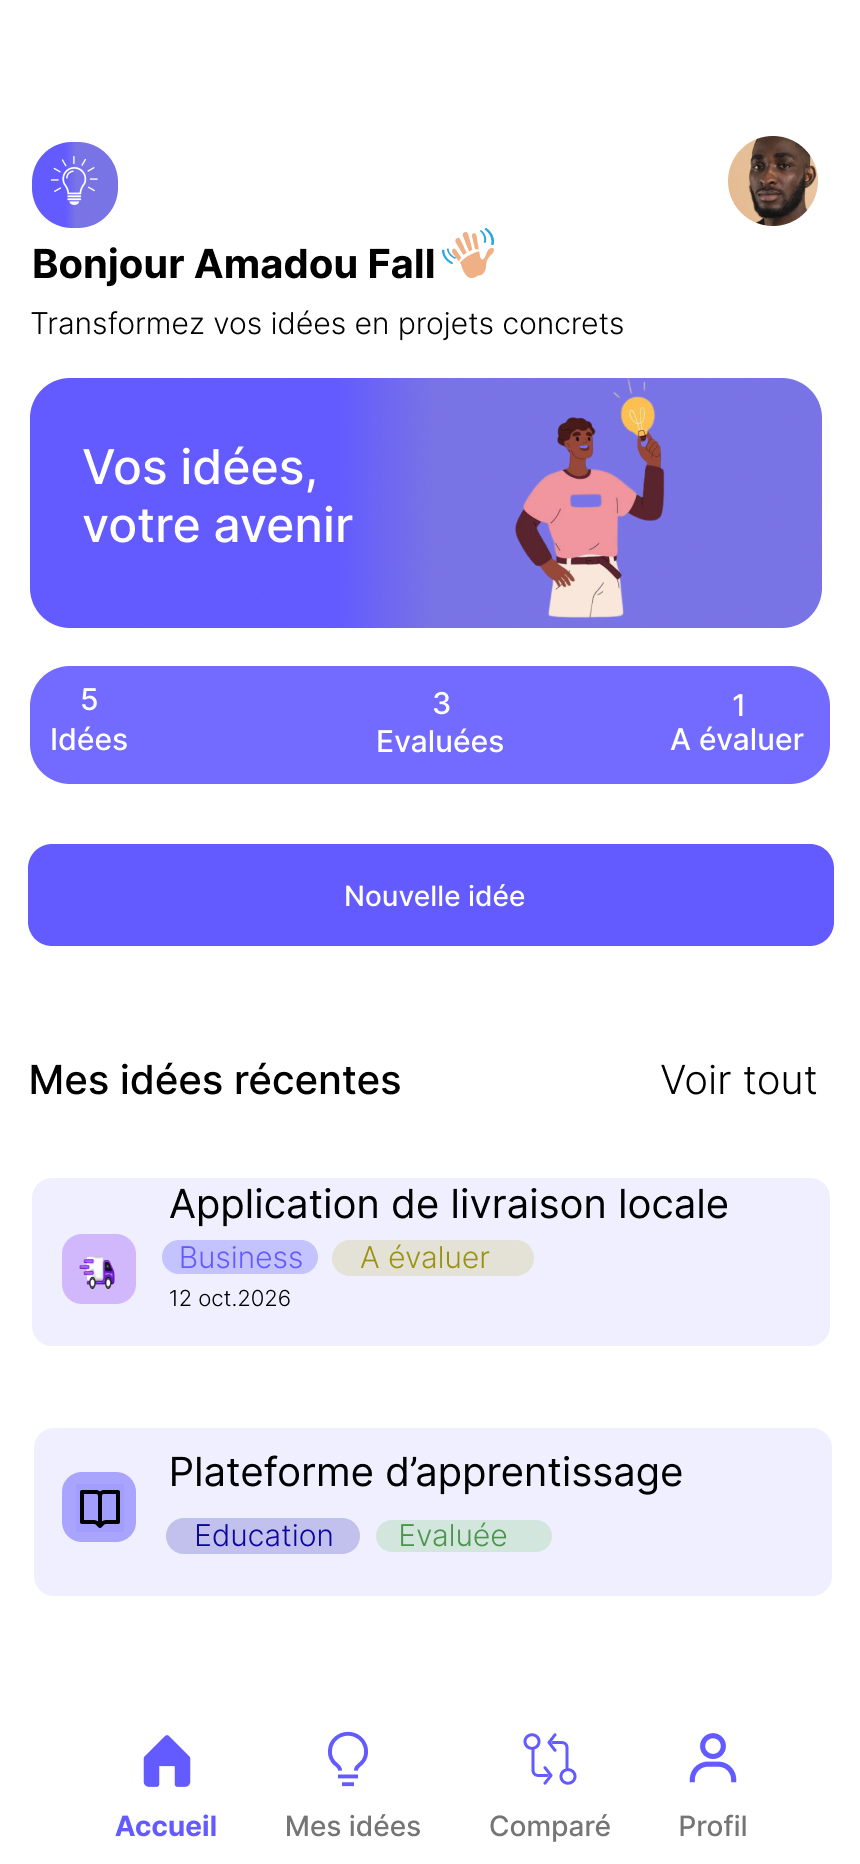 Bonjour Amadou Fall
Transformez vos idées en projets concrets
Vos idées,
votre avenir
5
Idées
3
Evaluées
1
A évaluer
Nouvelle idée
Mes idées récentes
Voir tout
Application de livraison locale
Business
A évaluer
12 oct.2026
Plateforme d’apprentissage
Education
Evaluée
Accueil
Mes idées
Comparé
Profil